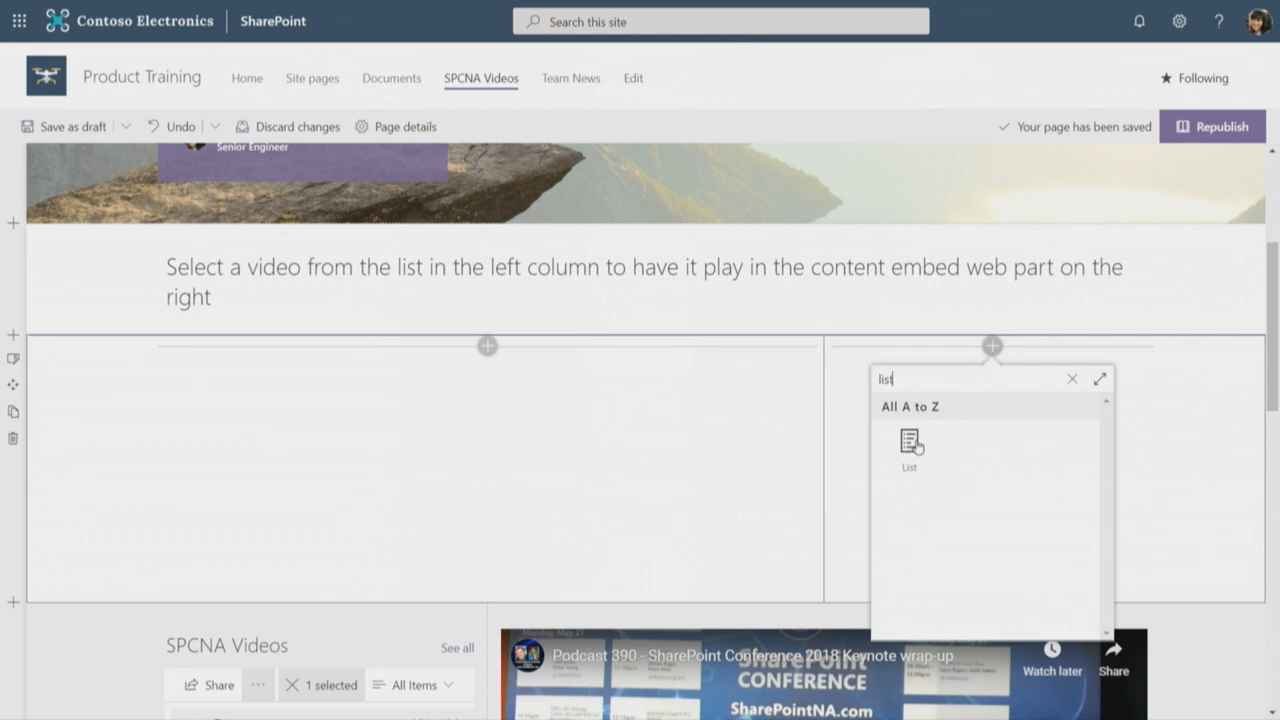 Contoso Electronics
SharePoint
Search this site
Product Training
Home
Site pages
Documents
SPCNA Videos
Team News
Edit
Following
Save as draft
Undo
Discard changes
Page details
Your page has been saved
Republish
Senior Engineer
Select a video from the list in the left column to have it play in the content embed web part on the
right
list
All A to Z
List
SPCNA Videos
See all
Share
1 selected
All Items
Monday, May 21
Podcast 390 - SharePoint Conference 2018 Keynote wrap-up
SharePoint
CONFERENCE
SharePointNA.com
Watch later
Share